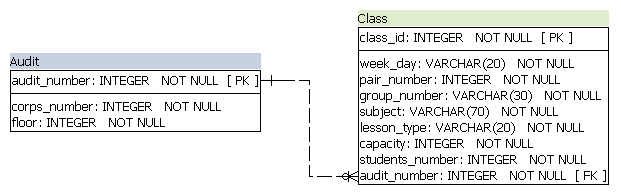 Audit
audit_number: INTEGER NOT NULL [ PK ]
corps_number: INTEGER NOT NULL
floor: INTEGER NOT NULL
Class
class_id: INTEGER NOT NULL [ PK ]
week_day: VARCHAR(20) NOT NULL
pair_number: INTEGER NOT NULL
group_number: VARCHAR(30) NOT NULL
subject: VARCHAR(70) NOT NULL
lesson_type: VARCHAR(20) NOT NULL
capacity: INTEGER NOT NULL
students_number: INTEGER NOT NULL
audit_number: INTEGER NOT NULL [ FK ]